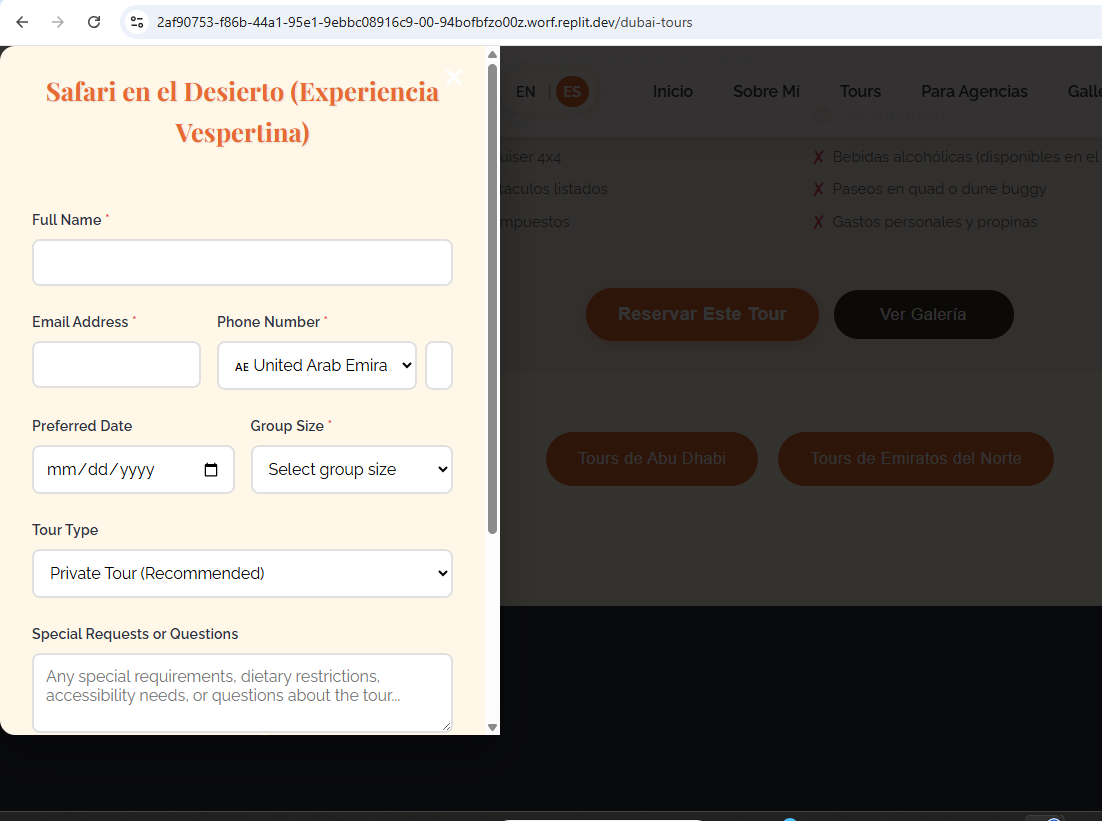 2af90753-f86b-44a1-95e1-9ebbc08916c9-00-94bofbfzo00z.worf.replit.dev/dubai-tours
Safari en el Desierto (Experiencia
Vespertina)
Full Name *
Email Address *
Phone Number *
AE United Arab Emira
Preferred Date
Group Size *
mm/dd/yyyy
Select group size
Tour Type
Private Tour (Recommended)
Special Requests or Questions
Any special requirements, dietary restrictions,
accessibility needs, or questions about the tour...
EN | ES
Inicio
Sobre Mí
Tours
Para Agencias
Galle
uiser 4x4
táculos listados
mpuestos
✗ Bebidas alcohólicas (disponibles en el
✗ Paseos en quad o dune buggy
✗ Gastos personales y propinas
Reservar Este Tour
Ver Galería
Tours de Abu Dhabi
Tours de Emiratos del Norte